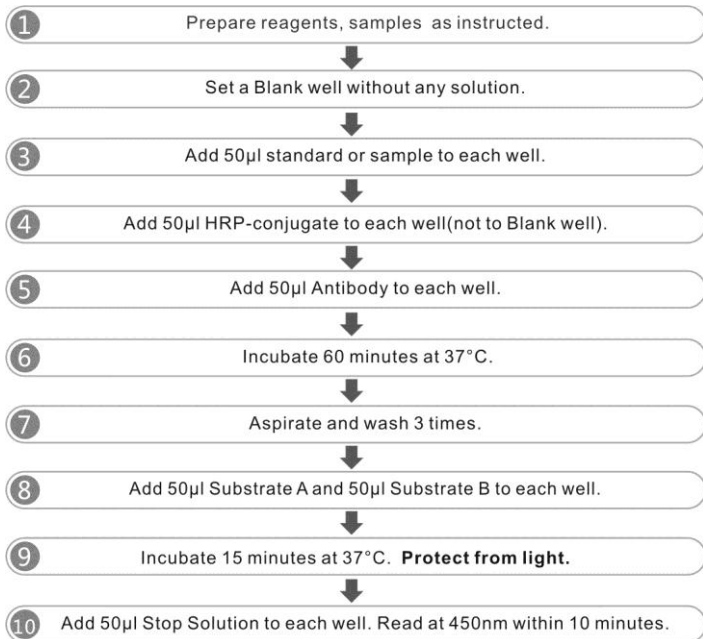 1 Prepare reagents, samples as instructed.
2 Set a Blank well without any solution.
3 Add 50µl standard or sample to each well.
4 Add 50µl HRP-conjugate to each well(not to Blank well).
5 Add 50µl Antibody to each well.
6 Incubate 60 minutes at 37°C.
7 Aspirate and wash 3 times.
8 Add 50µl Substrate A and 50µl Substrate B to each well.
9 Incubate 15 minutes at 37°C. Protect from light.
10 Add 50µl Stop Solution to each well. Read at 450nm within 10 minutes.